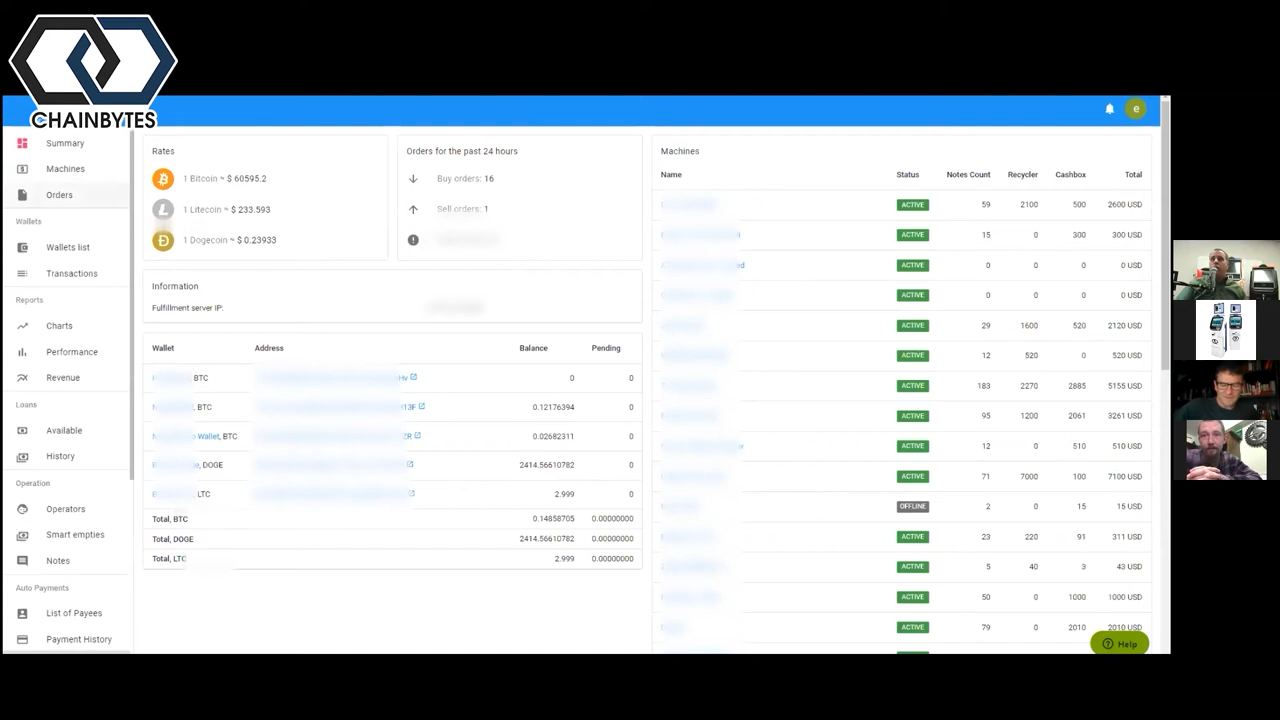 CHAINBYTES
e
Summary
Machines
Orders
Wallets
Wallets list
Transactions
Reports
Charts
Performance
Revenue
Loans
Available
History
Operation
Operators
Smart empties
Notes
Auto Payments
List of Payees
Payment History
Rates
1 Bitcoin ~ $ 60595.2
1 Litecoin ~ $ 233.593
1 Dogecoin ~ $ 0.23933
Orders for the past 24 hours
Buy orders: 16
Sell orders: 1
Information
Fulfillment server IP:
Wallet Address Balance Pending
, BTC 0 0
, BTC 0.12176394 0
Wallet, BTC 0.02682311 0
, DOGE 2414.56610782 0
LTC 2.999 0
Total, BTC 0.14858705 0.00000000
Total, DOGE 2414.56610782 0.00000000
Total, LTC 2.999 0.00000000
Machines
Name Status Notes Count Recycler Cashbox Total
ACTIVE 59 2100 500 2600 USD
ACTIVE 15 0 300 300 USD
ACTIVE 0 0 0 0 USD
ACTIVE 0 0 0 0 USD
ACTIVE 29 1600 520 2120 USD
ACTIVE 12 520 0 520 USD
ACTIVE 183 2270 2885 5155 USD
ACTIVE 95 1200 2061 3261 USD
ACTIVE 12 0 510 510 USD
ACTIVE 71 7000 100 7100 USD
OFFLINE 2 0 15 15 USD
ACTIVE 23 220 91 311 USD
ACTIVE 5 40 3 43 USD
ACTIVE 50 0 1000 1000 USD
ACTIVE 79 0 2010 2010 USD
Help